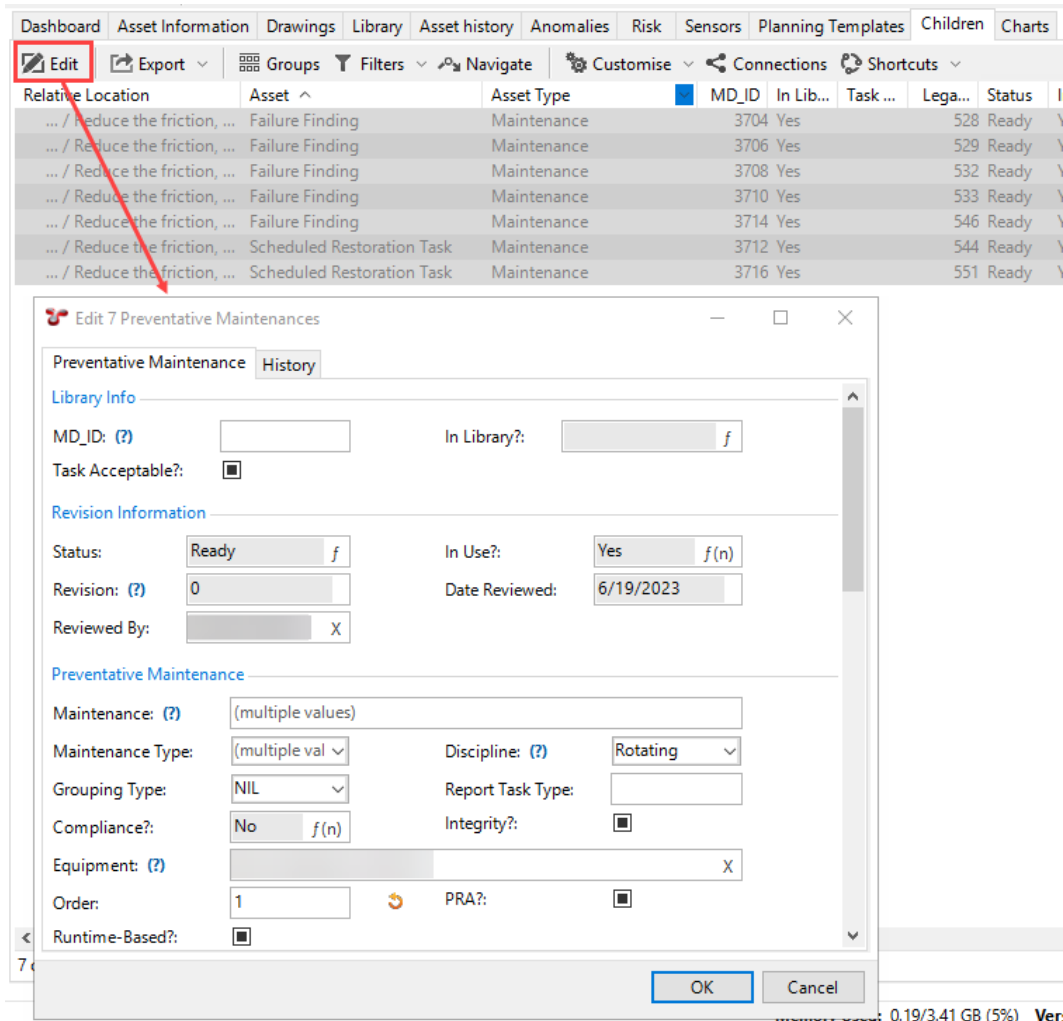 Dashboard Asset Information Drawings Library Asset history Anomalies Risk Sensors Planning Templates Children Charts
Edit Export Groups Filters Navigate Customise Connections Shortcuts
Relative Location Asset Asset Type MD_ID In Lib... Task ... Lega... Status
... / Reduce the friction, ... Failure Finding Maintenance 3704 Yes 528 Ready
... / Reduce the friction, ... Failure Finding Maintenance 3706 Yes 529 Ready
... / Reduce the friction, ... Failure Finding Maintenance 3708 Yes 532 Ready
... / Reduce the friction, ... Failure Finding Maintenance 3710 Yes 533 Ready
... / Reduce the friction, ... Failure Finding Maintenance 3714 Yes 546 Ready
... / Reduce the friction, ... Scheduled Restoration Task Maintenance 3712 Yes 544 Ready
... / Reduce the friction, ... Scheduled Restoration Task Maintenance 3716 Yes 551 Ready
Edit 7 Preventative Maintenances
Preventative Maintenance History
Library Info
MD_ID: (?) In Library?: f
Task Acceptable?:
Revision Information
Status: Ready f In Use?: Yes f(n)
Revision: (?) 0 Date Reviewed: 6/19/2023
Reviewed By: X
Preventative Maintenance
Maintenance: (?) (multiple values)
Maintenance Type: (multiple val Discipline: (?) Rotating
Grouping Type: NIL Report Task Type:
Compliance?: No f(n) Integrity?:
Equipment: (?) X
Order: 1 PRA?:
Runtime-Based?:
7
OK Cancel
0.19/3.41 GB (5%) Ver